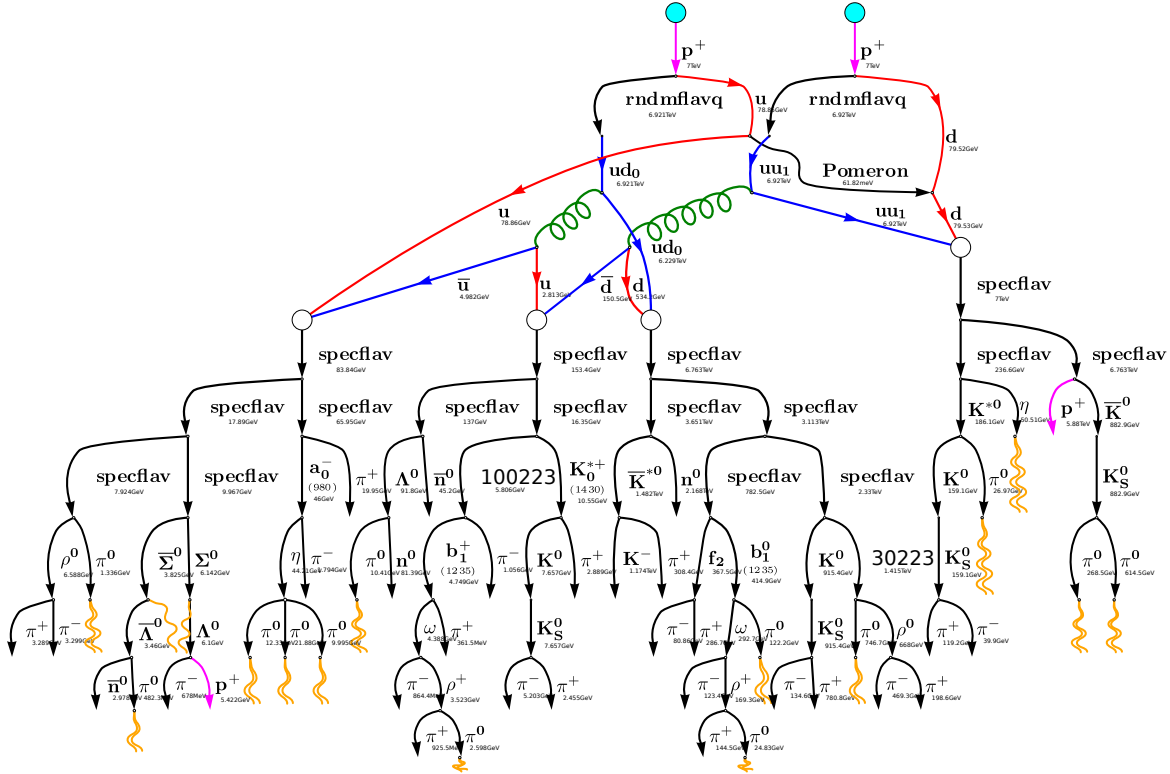 p⁺ p⁺
7TeV 7TeV
rndmflavq u rndmflavq
6.921TeV 6.92TeV
d
79.52GeV
ud₀ uu₁ Pomeron
6.921TeV 6.92TeV 61.82meV
u uu₁ d
78.86GeV 6.92TeV 79.53GeV
ud₀
6.229TeV
u̅ u d̅ d
4.982GeV 2.813GeV 150.5GeV
specflav
7TeV
specflav specflav specflav specflav specflav
83.84GeV 153.4GeV 6.763TeV 236.6GeV 6.763TeV
specflav specflav specflav specflav specflav specflav K*⁰ η p⁺ K̅⁰
17.89GeV 65.95GeV 137GeV 16.35GeV 3.651TeV 3.113TeV 186.1GeV 50.51GeV 5.88TeV 882.9GeV
specflav specflav a₀⁻ (980) π⁺ Λ⁰ n̅⁰ 100223 K₀*⁺ (1430) K̅*⁰ n⁰ specflav specflav K⁰ π⁰ K⁰S
7.924GeV 9.967GeV 46GeV 19.95GeV 91.8GeV 45.2GeV 5.806GeV 10.55GeV 1.482TeV 2.168TeV 782.5GeV 2.33TeV 159.1GeV 26.97GeV 882.9GeV
ρ⁰ π⁰ Σ̅⁰ Σ⁰ η π⁻ π⁰ n⁰ b₁⁺ (1235) π⁻ K⁰ π⁺ K⁻ π⁺ f₂ b₁⁰ (1235) K⁰ 30223 K⁰S π⁰ π⁰
6.588GeV 1.336GeV 3.825GeV 6.142GeV 10.41GeV 81.39GeV 4.749GeV 1.056GeV 7.657GeV 2.889GeV 1.174TeV 308.4GeV 367.5GeV 414.9GeV 915.4GeV 1.415TeV 159.1GeV 268.5GeV 614.5GeV
π⁺ π⁻ Λ̅⁰ Λ⁰ π⁰ π⁰ π⁰ ω π⁺ K⁰S π⁻ π⁺ ω π⁰ K⁰S π⁰ ρ⁰ π⁺ π⁻
3.289GeV 3.299GeV 3.46GeV 6.1GeV 21.88GeV 9.995GeV 4.388GeV 361.5MeV 7.657GeV 80.86GeV 292.7GeV 122.2GeV 915.4GeV 746.7GeV 668GeV 119.2GeV 39.9GeV
n̅⁰ π⁰ π⁻ p⁺ π⁻ ρ⁺ π⁻ π⁺ π⁻ ρ⁺ π⁻ π⁺ π⁻ π⁺
678MeV 5.422GeV 864.4MeV 3.523GeV 5.203GeV 2.455GeV 169.3GeV 780.8GeV 469.3GeV 198.6GeV
π⁺ π⁰ π⁺ π⁰
925.5MeV 2.598GeV 144.5GeV 24.83GeV